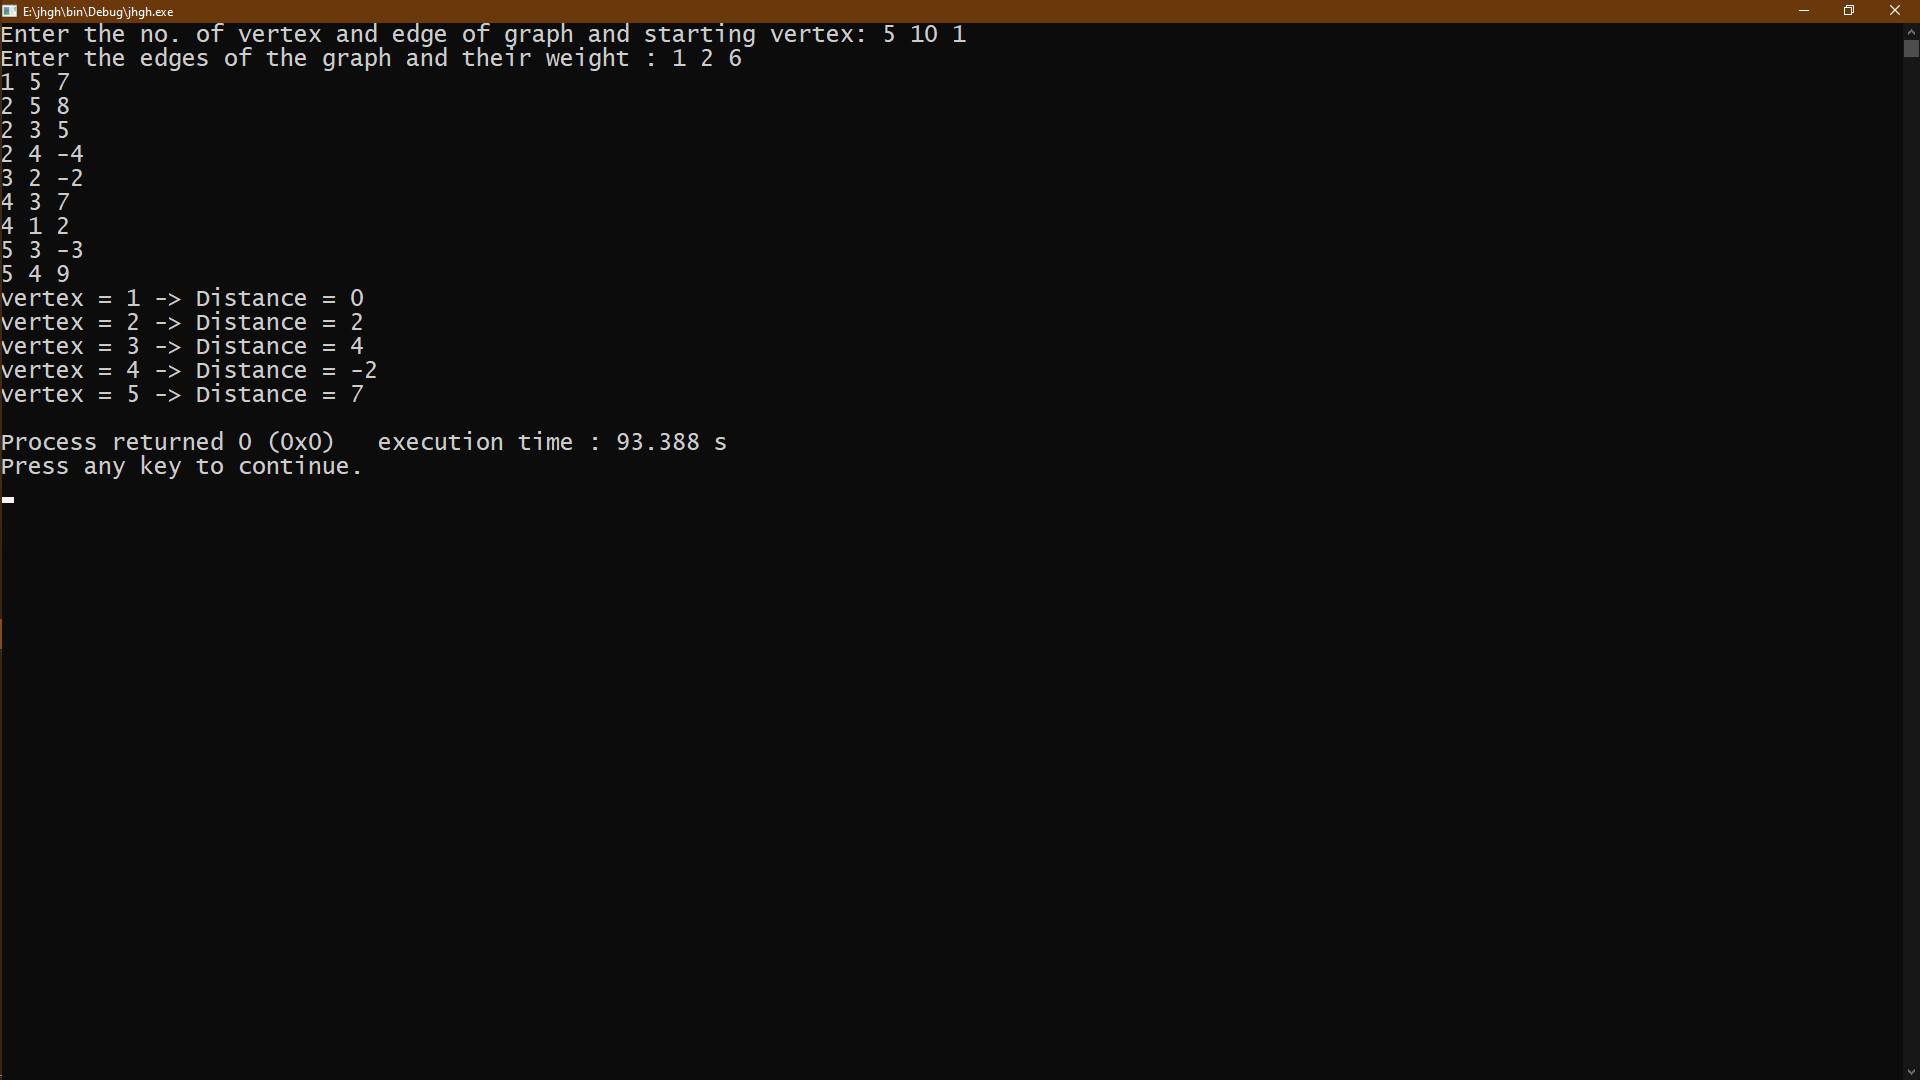 E:\jhgh\bin\Debug\jhgh.exe
Enter the no. of vertex and edge of graph and starting vertex: 5 10 1
Enter the edges of the graph and their weight : 1 2 6
1 5 7
2 5 8
2 3 5
2 4 -4
3 2 -2
4 3 7
4 1 2
5 3 -3
5 4 9
vertex = 1 -> Distance = 0
vertex = 2 -> Distance = 2
vertex = 3 -> Distance = 4
vertex = 4 -> Distance = -2
vertex = 5 -> Distance = 7
Process returned 0 (0x0)   execution time : 93.388 s
Press any key to continue.